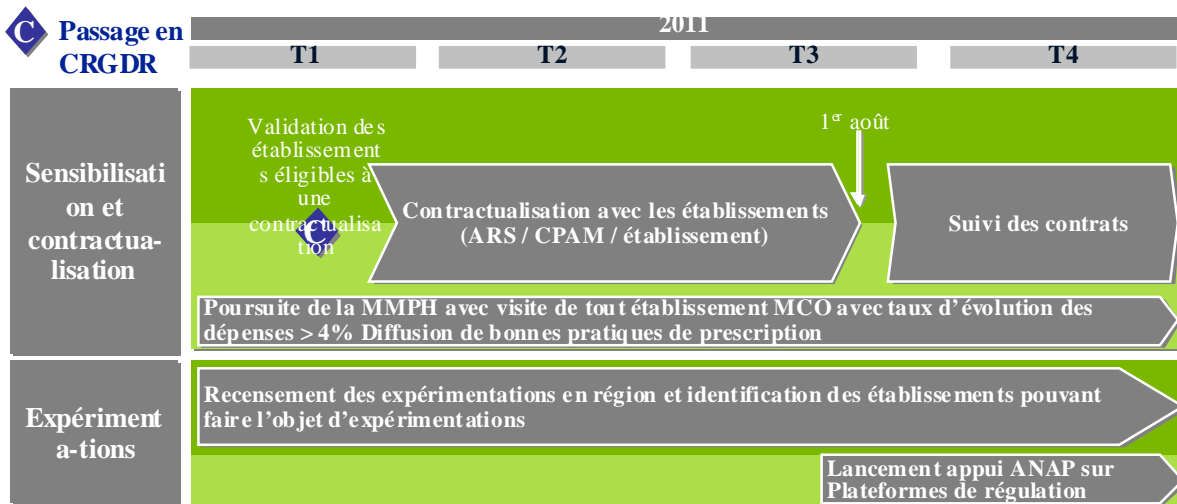 C
Passage en
CRGDR
2011
T1
T2
T3
T4
Sensibilisati
on et
contractua-
lisation
Validation des
établissement
s éligibles à
une
contractualisa
tion
C
1er août
Contractualisation avec les établissements
(ARS / CPAM / établissement)
Suivi des contrats
Poursuite de la MMPH avec visite de tout établissement MCO avec taux d’évolution des
dépenses > 4% Diffusion de bonnes pratiques de prescription
Expériment
a-tions
Recensement des expérimentations en région et identification des établissements pouvant
faire l’objet d’expérimentations
Lancement appui ANAP sur
Plateformes de régulation